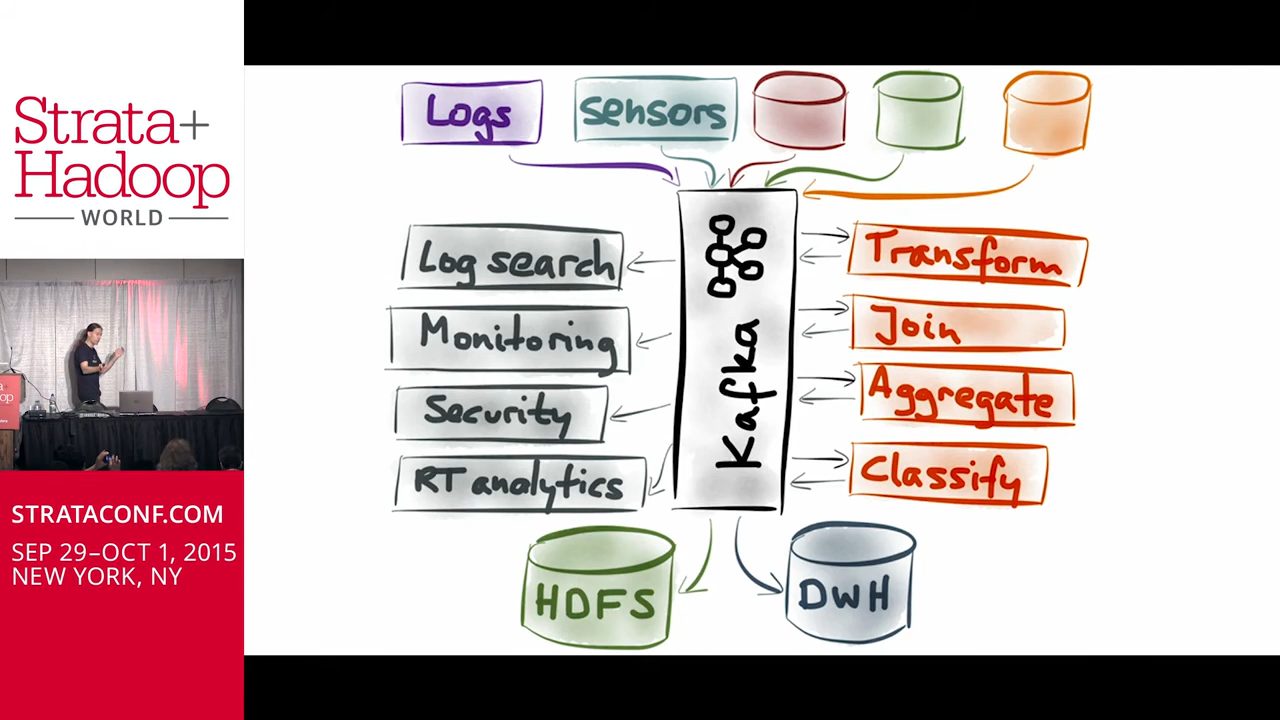 Strata+
Hadoop
WORLD
STRATACONF.COM
SEP 29–OCT 1, 2015
NEW YORK, NY
Logs
Sensors
Log search
Monitoring
Security
RT analytics
Kafka
Transform
Join
Aggregate
Classify
HDFS
DWH